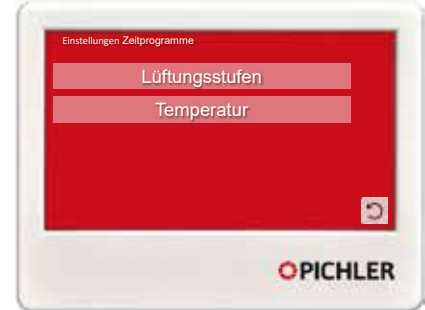 Einstellungen Zeitprogramme
Lüftungsstufen
Temperatur
PICHLER